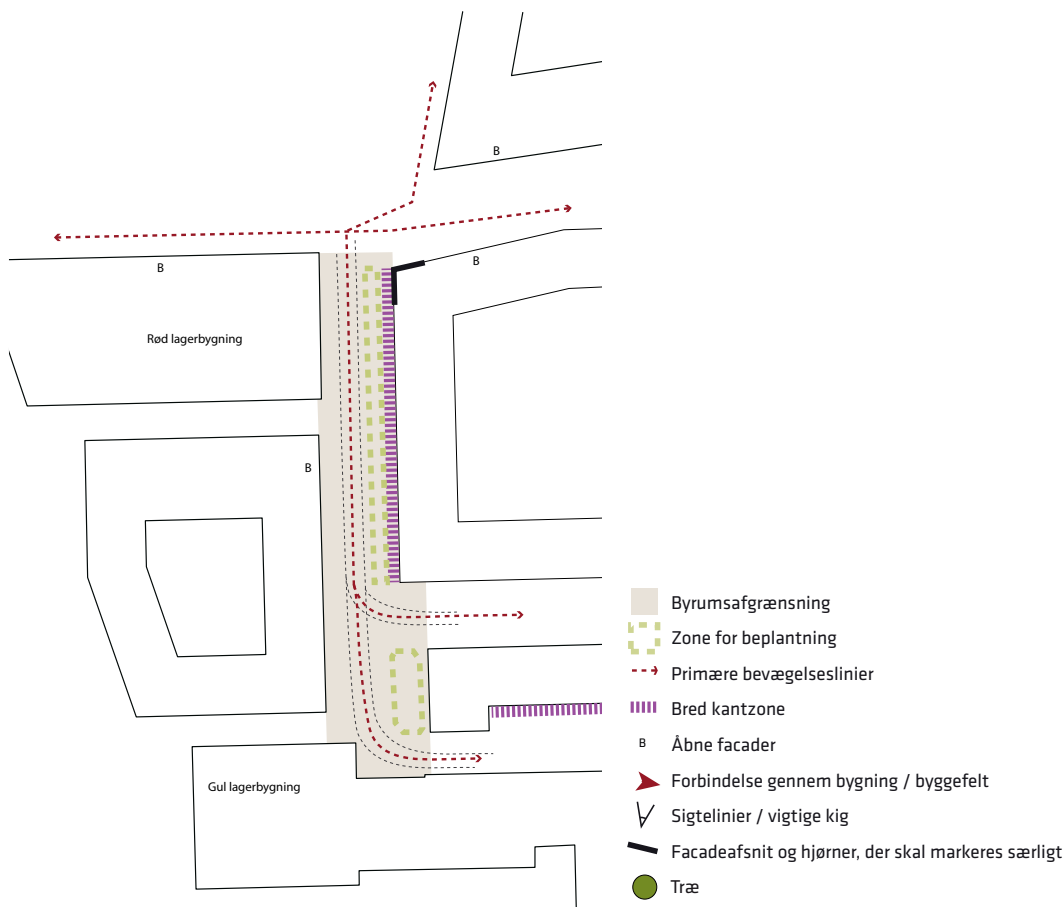 B
B
B
Rød lagerbygning
B
Gul lagerbygning
Byrumsafgrænsning
Zone for beplantning
Primære bevægelseslinier
Bred kantzone
B Åbne facader
Forbindelse gennem bygning / byggefelt
Sigtelinier / vigtige kig
Facadeafsnit og hjørner, der skal markeres særligt
Træ